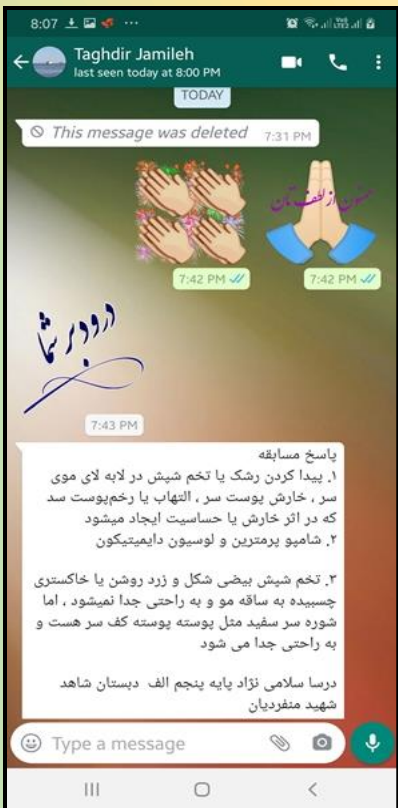 8:07
Taghdir Jamileh
last seen today at 8:00 PM
TODAY
This message was deleted 7:31 PM
ممنون از لطف تان
7:42 PM
7:42 PM
درود بر شما
7:43 PM
پاسخ مسابقه
۱. پیدا کردن رشک یا تخم شپش در لابه لای موی
سر ، خارش پوست سر ، التهاب یا رخم‌پوست سد
که در اثر خارش یا حساسیت ایجاد میشود
۲. شامپو پرمترین و لوسیون دایمیتیکون
۳. تخم شپش بیضی شکل و زرد روشن یا خاکستری
چسبیده به ساقه مو و به راحتی جدا نمیشود ، اما
شوره سر سفید مثل پوسته پوسته کف سر هست و
به راحتی جدا می شود
درسا سلامی نژاد پایه پنجم الف دبستان شاهد
شهید منفردیان
Type a message